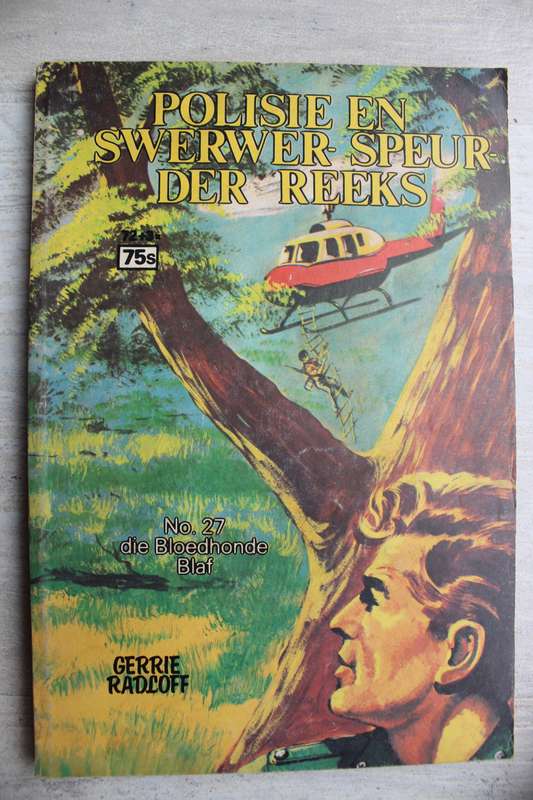 POLISIE EN
SWERWER-SPEUR-
DER REEKS
75s
No. 27
die Bloedhonde
Blaf
GERRIE
RADLOFF